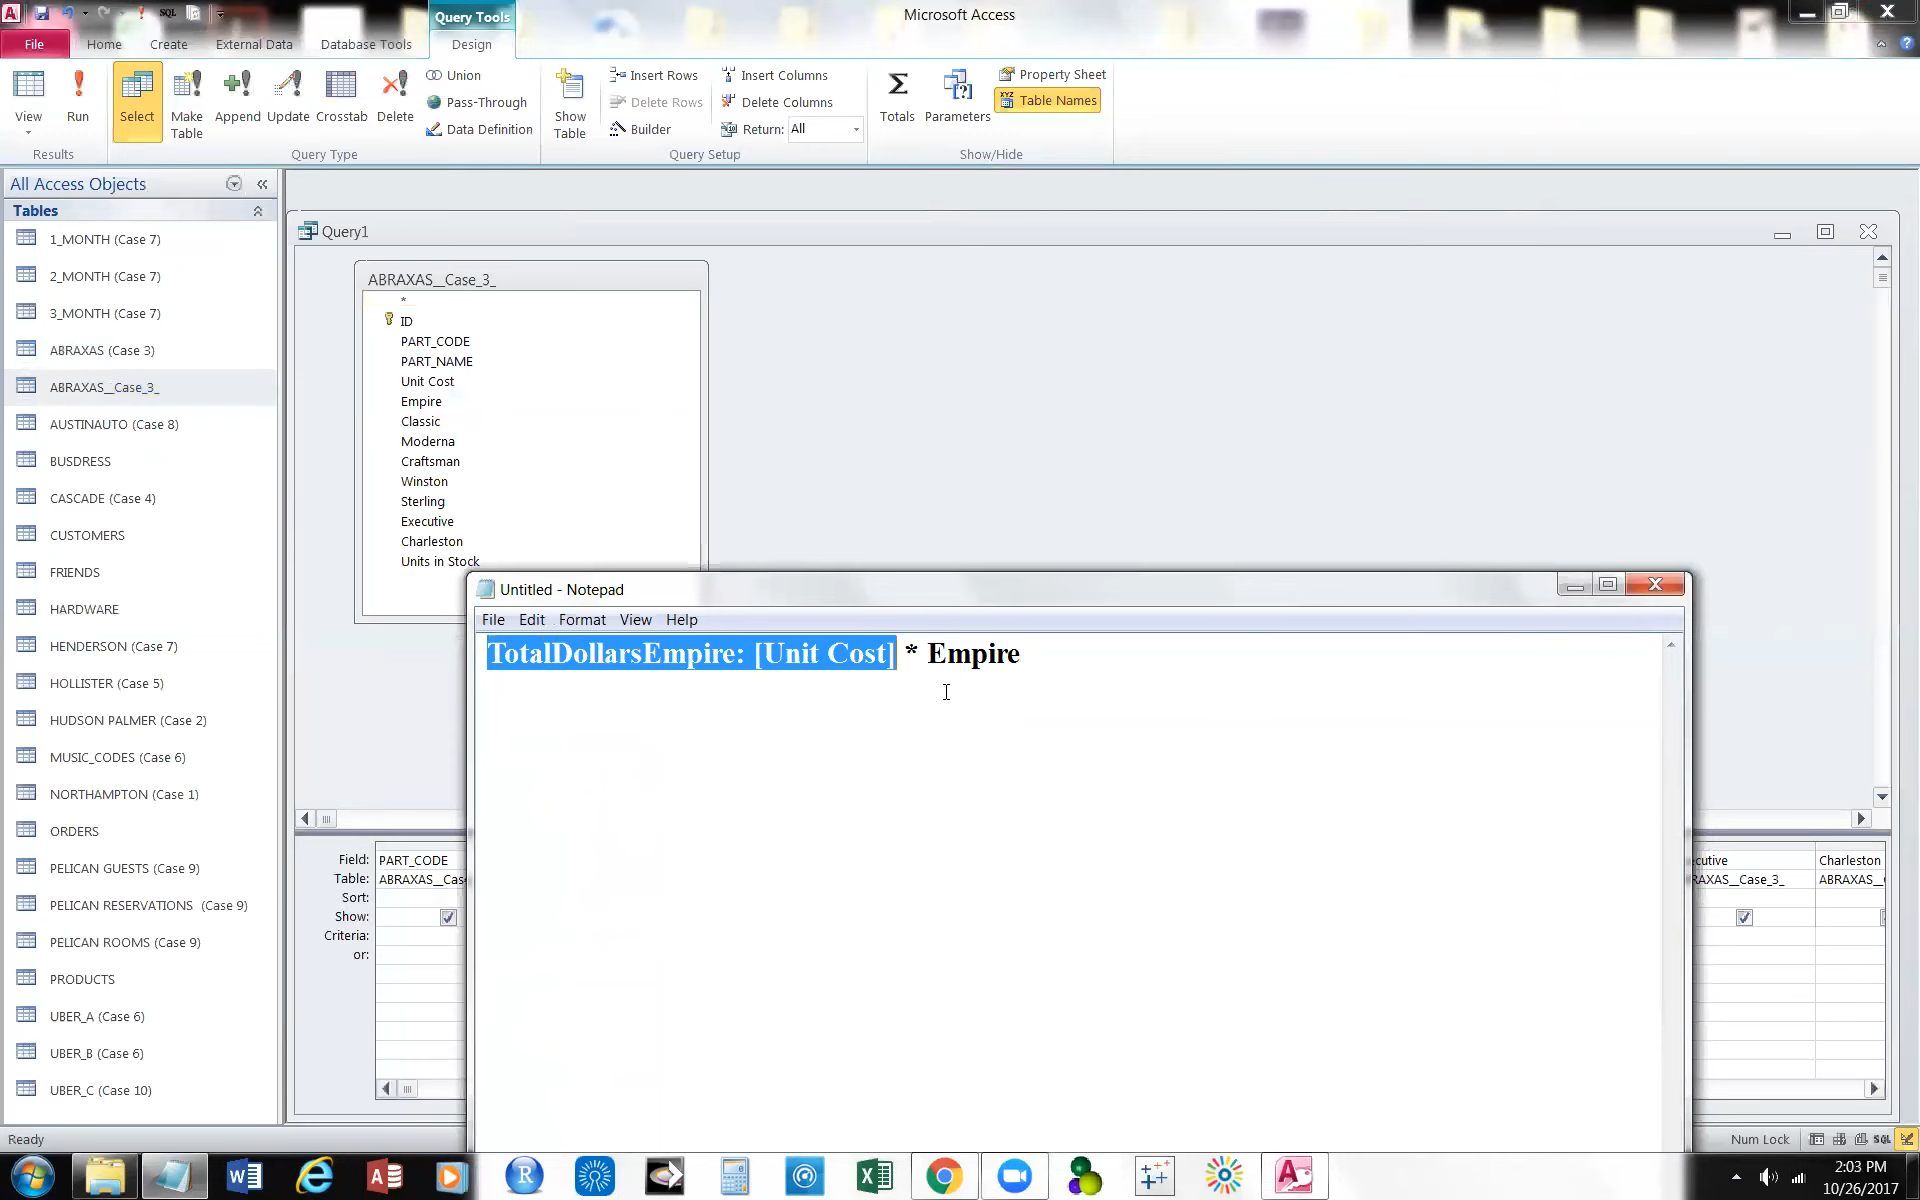 SQL
Query Tools
Microsoft Access
File
Home
Create
External Data
Database Tools
Design
View
Run
Select
Make Table
Append
Update
Crosstab
Delete
Union
Pass-Through
Data Definition
Show Table
Insert Rows
Delete Rows
Builder
Insert Columns
Delete Columns
Return: All
Totals
Parameters
Property Sheet
Table Names
Results
Query Type
Query Setup
Show/Hide
All Access Objects
Tables
1_MONTH (Case 7)
2_MONTH (Case 7)
3_MONTH (Case 7)
ABRAXAS (Case 3)
ABRAXAS__Case_3_
AUSTINAUTO (Case 8)
BUSDRESS
CASCADE (Case 4)
CUSTOMERS
FRIENDS
HARDWARE
HENDERSON (Case 7)
HOLLISTER (Case 5)
HUDSON PALMER (Case 2)
MUSIC_CODES (Case 6)
NORTHAMPTON (Case 1)
ORDERS
PELICAN GUESTS (Case 9)
PELICAN RESERVATIONS (Case 9)
PELICAN ROOMS (Case 9)
PRODUCTS
UBER_A (Case 6)
UBER_B (Case 6)
UBER_C (Case 10)
Query1
ABRAXAS__Case_3_
*
ID
PART_CODE
PART_NAME
Unit Cost
Empire
Classic
Moderna
Craftsman
Winston
Sterling
Executive
Charleston
Units in Stock
Untitled - Notepad
File Edit Format View Help
TotalDollarsEmpire: [Unit Cost] * Empire
Field: PART_CODE
Table: ABRAXAS__Cas
Sort:
Show:
Criteria:
or:
cutive
RAXAS__Case_3_
Charleston
ABRAXAS__
Ready
Num Lock
SQL
2:03 PM
10/26/2017